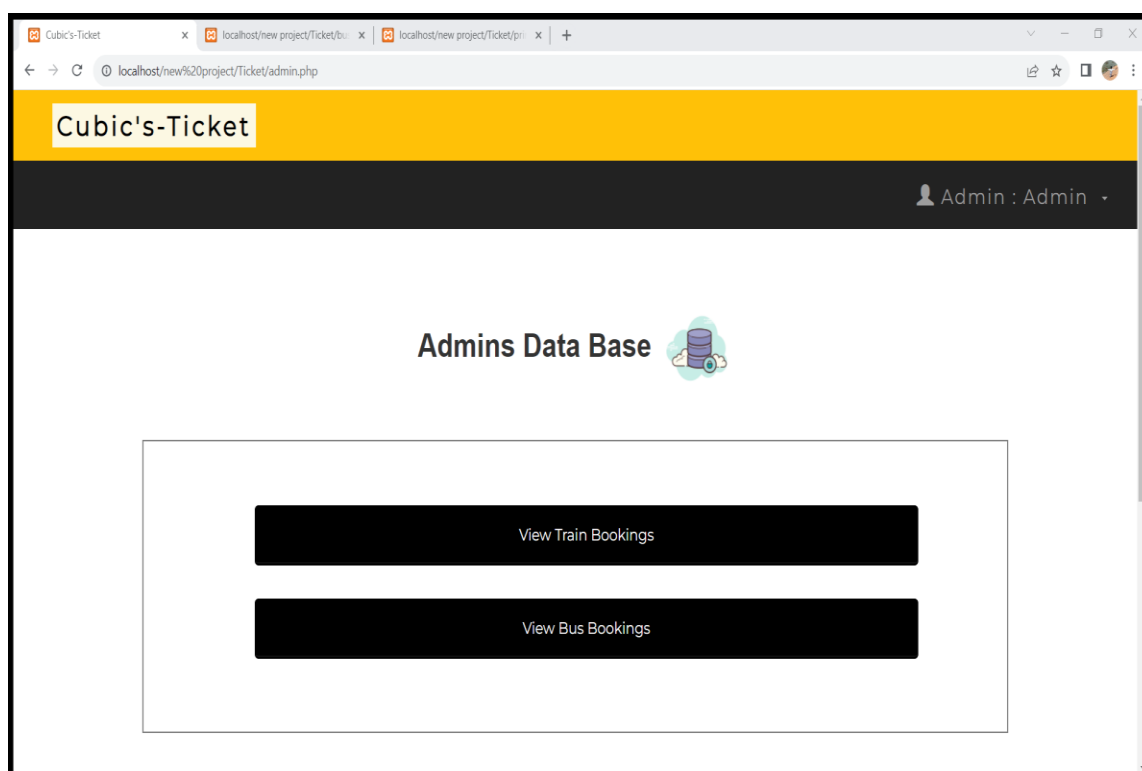 Cubic's-Ticket
localhost/new project/Ticket/bu
localhost/new project/Ticket/pri
localhost/new%20project/Ticket/admin.php
Cubic's-Ticket
Admin : Admin
Admins Data Base
View Train Bookings
View Bus Bookings